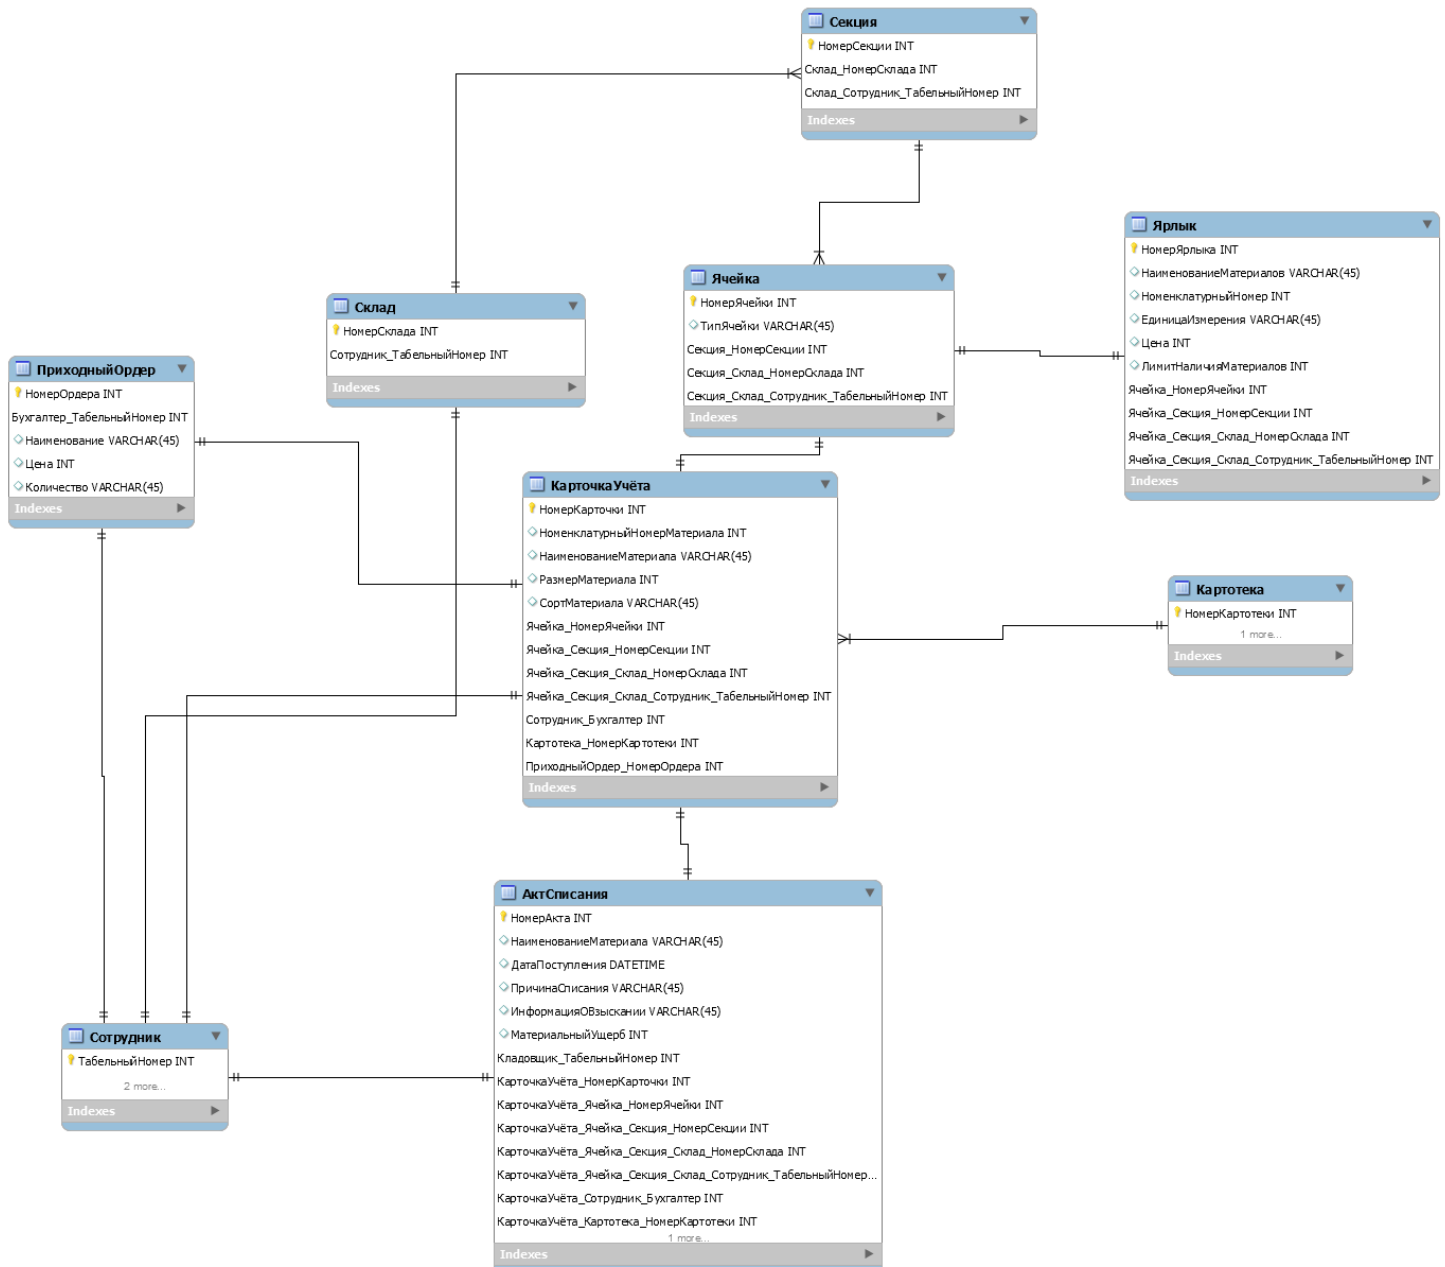 Секция
НомерСекции INT
Склад_НомерСклада INT
Склад_Сотрудник_ТабельныйНомер INT
Indexes
Ярлык
НомерЯрлыка INT
НаименованиеМатериалов VARCHAR(45)
НоменклатурныйНомер INT
ЕдиницаИзмерения VARCHAR(45)
Цена INT
ЛимитНаличияМатериалов INT
Ячейка_НомерЯчейки INT
Ячейка_Секция_НомерСекции INT
Ячейка_Секция_Склад_НомерСклада INT
Ячейка_Секция_Склад_Сотрудник_ТабельныйНомер INT
Indexes
Ячейка
НомерЯчейки INT
ТипЯчейки VARCHAR(45)
Секция_НомерСекции INT
Секция_Склад_НомерСклада INT
Секция_Склад_Сотрудник_ТабельныйНомер INT
Indexes
Склад
НомерСклада INT
Сотрудник_ТабельныйНомер INT
Indexes
ПриходныйОрдер
НомерОрдера INT
Бухгалтер_ТабельныйНомер INT
Наименование VARCHAR(45)
Цена INT
Количество VARCHAR(45)
Indexes
КарточкаУчёта
НомерКарточки INT
НоменклатурныйНомерМатериала INT
НаименованиеМатериала VARCHAR(45)
РазмерМатериала INT
СортМатериала VARCHAR(45)
Ячейка_НомерЯчейки INT
Ячейка_Секция_НомерСекции INT
Ячейка_Секция_Склад_НомерСклада INT
Ячейка_Секция_Склад_Сотрудник_ТабельныйНомер INT
Сотрудник_Бухгалтер INT
Картотека_НомерКартотеки INT
ПриходныйОрдер_НомерОрдера INT
Indexes
Картотека
НомерКартотеки INT
1 more...
Indexes
АктСписания
НомерАкта INT
НаименованиеМатериала VARCHAR(45)
ДатаПоступления DATETIME
ПричинаСписания VARCHAR(45)
ИнформацияОВзыскании VARCHAR(45)
МатериальныйУщерб INT
Кладовщик_ТабельныйНомер INT
КарточкаУчёта_НомерКарточки INT
КарточкаУчёта_Ячейка_НомерЯчейки INT
КарточкаУчёта_Ячейка_Секция_НомерСекции INT
КарточкаУчёта_Ячейка_Секция_Склад_НомерСклада INT
КарточкаУчёта_Ячейка_Секция_Склад_Сотрудник_ТабельныйНомер...
КарточкаУчёта_Сотрудник_Бухгалтер INT
КарточкаУчёта_Картотека_НомерКартотеки INT
1 more...
Indexes
Сотрудник
ТабельныйНомер INT
2 more...
Indexes